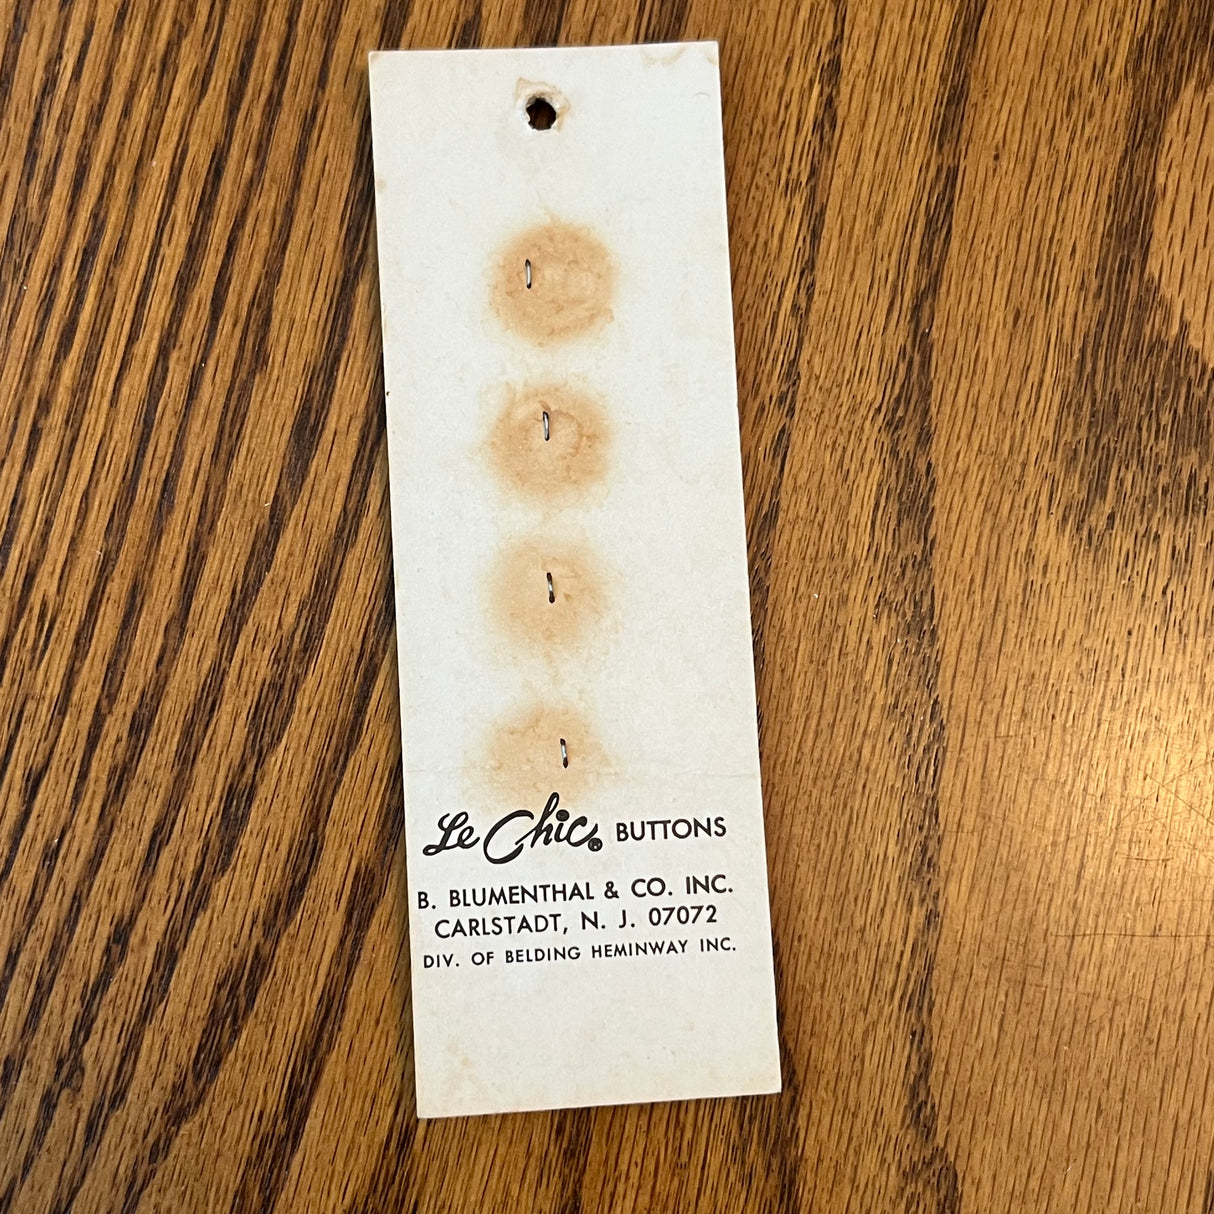 Le Chic® BUTTONS
B. BLUMENTHAL & CO. INC.
CARLSTADT, N. J. 07072
DIV. OF BELDING HEMINWAY INC.